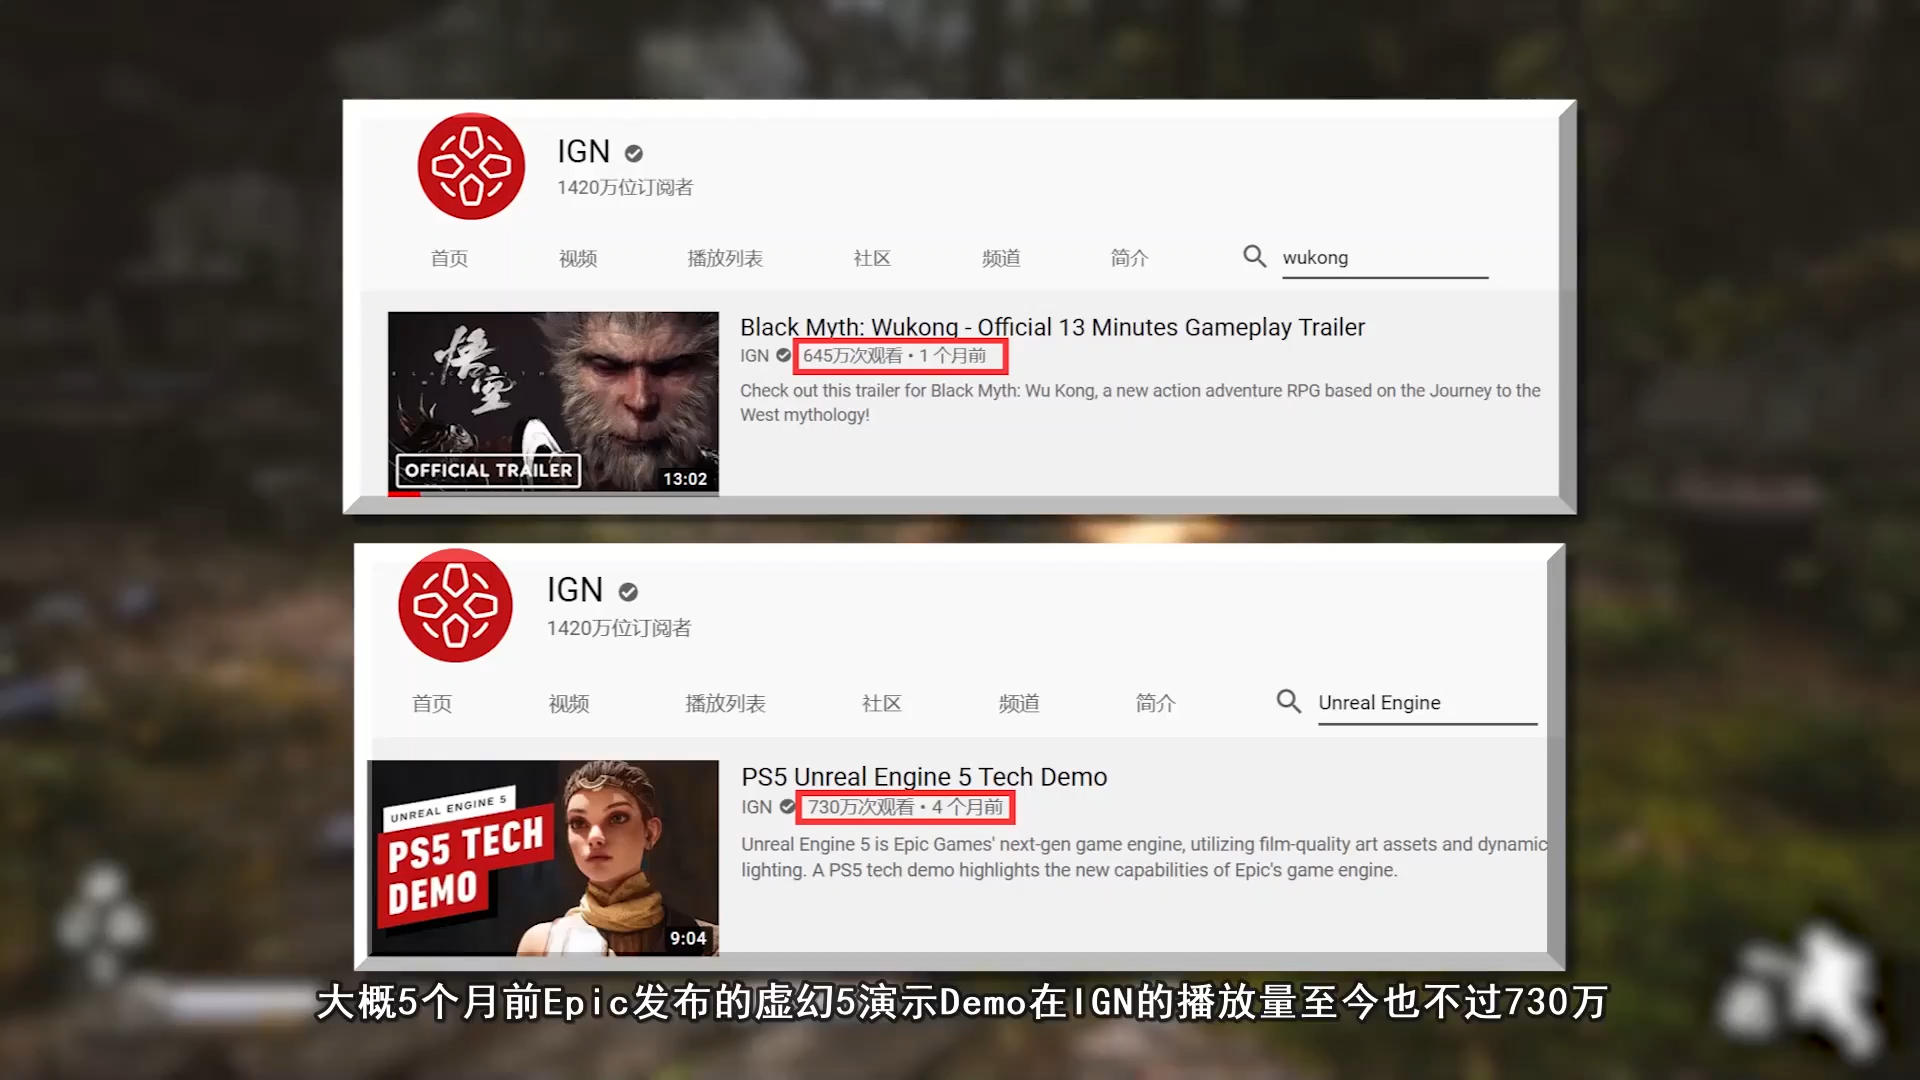 IGN
1420万位订阅者
首页 视频 播放列表 社区 频道 简介 wukong
悟空
OFFICIAL TRAILER
13:02
Black Myth: Wukong - Official 13 Minutes Gameplay Trailer
IGN 645万次观看 • 1 个月前
Check out this trailer for Black Myth: Wu Kong, a new action adventure RPG based on the Journey to the
West mythology!
IGN
1420万位订阅者
首页 视频 播放列表 社区 频道 简介 Unreal Engine
UNREAL ENGINE 5
PS5 TECH
DEMO
9:04
PS5 Unreal Engine 5 Tech Demo
IGN 730万次观看 • 4 个月前
Unreal Engine 5 is Epic Games' next-gen game engine, utilizing film-quality art assets and dynamic
lighting. A PS5 tech demo highlights the new capabilities of Epic's game engine.
大概5个月前Epic发布的虚幻5演示Demo在IGN的播放量至今也不过730万